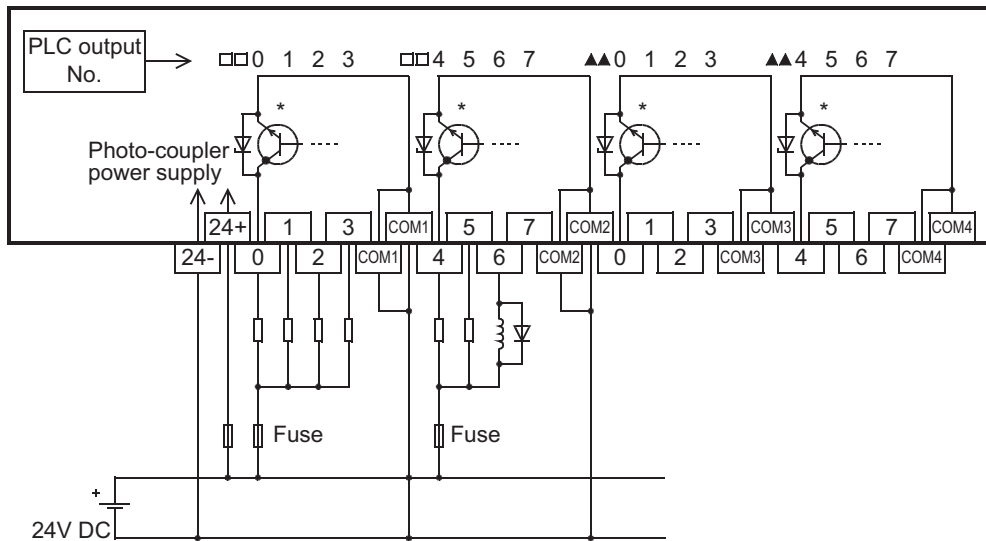 PLC output
No.
□□0 1 2 3 □□4 5 6 7 ▲▲0 1 2 3 ▲▲4 5 6 7
* * * *
Photo-coupler
power supply
24+ 1 3 COM1 5 7 COM2 1 3 COM3 5 7 COM4
24- 0 2 COM1 4 6 COM2 0 2 COM3 4 6 COM4
Fuse Fuse
+
24V DC